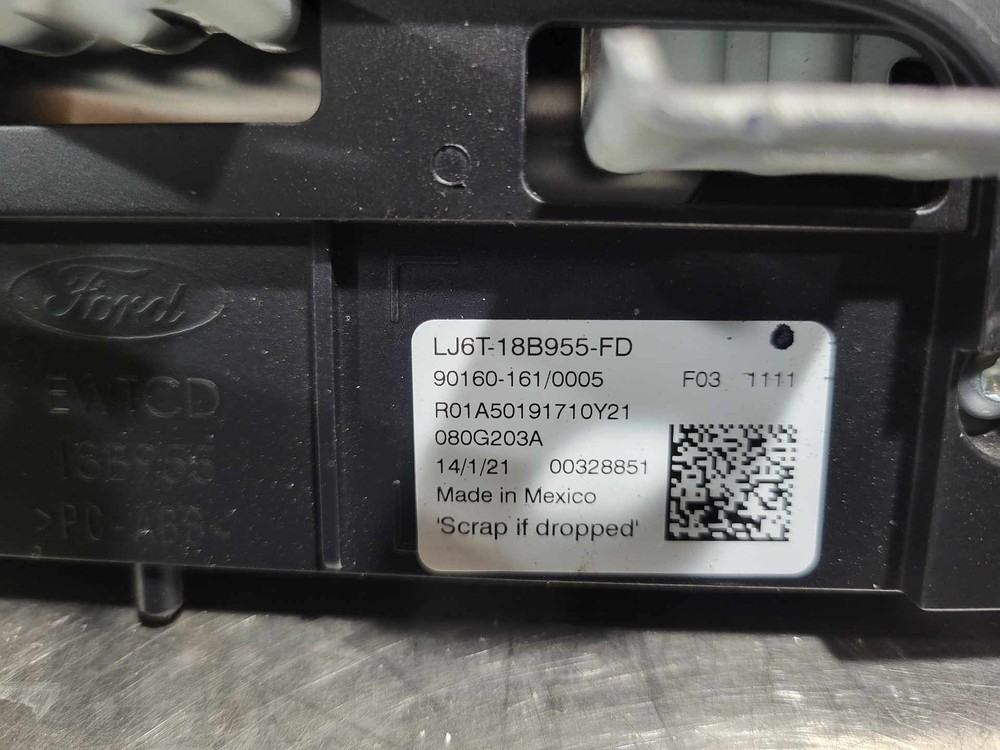 Ford
EWTCD
18B955
>PC-ABS<
LJ6T-18B955-FD
90160-161/0005 F03 1111
R01A50191710Y21
080G203A
14/1/21 00328851
Made in Mexico
'Scrap if dropped'